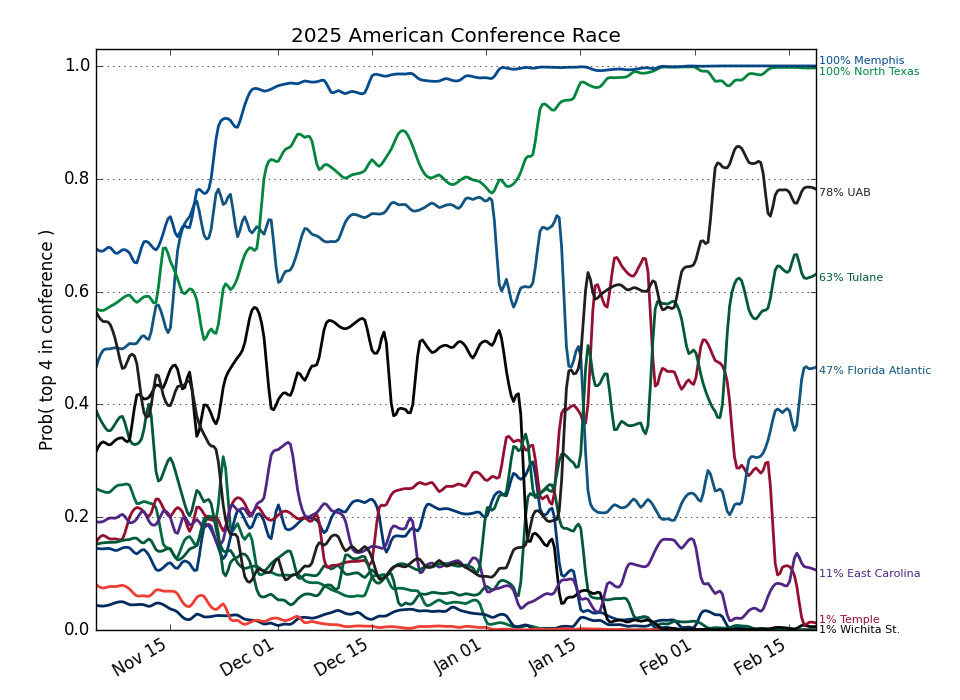 2025 American Conference Race
Prob( top 4 in conference )
1.0
0.8
0.6
0.4
0.2
0.0
Nov 15
Dec 01
Dec 15
Jan 01
Jan 15
Feb 01
Feb 15
100% Memphis
100% North Texas
78% UAB
63% Tulane
47% Florida Atlantic
11% East Carolina
1% Temple
1% Wichita St.